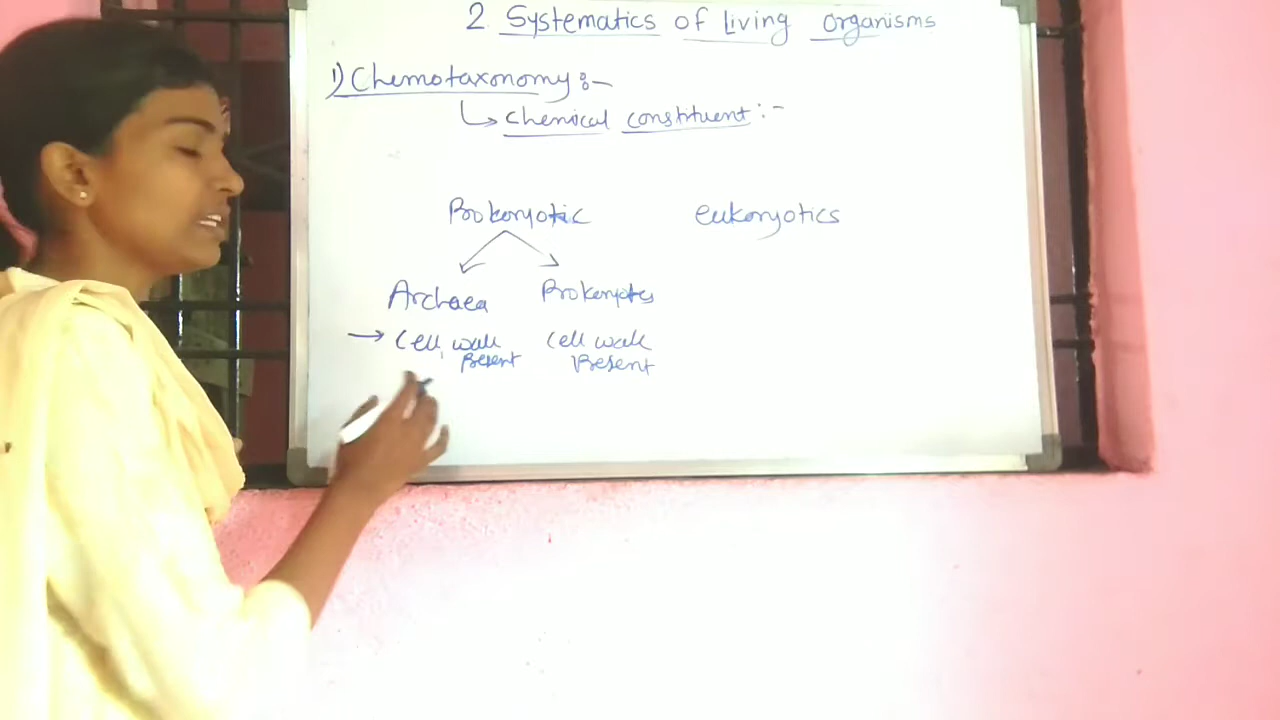 2 Systematics of Living Organisms
1) Chemotaxonomy :-
↳ chemical constituent :-
Prokaryotic eukaryotics
Archaea Prokaryotes
→ Cell wall Cell wall
Present Present